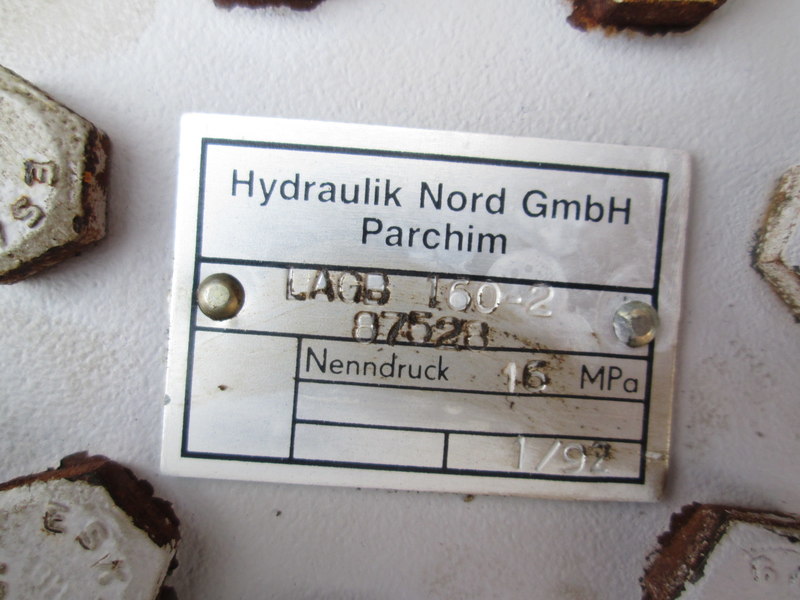 Hydraulik Nord GmbH
Parchim
LAGB 160-2
87528
Nenndruck 16 MPa
1/92